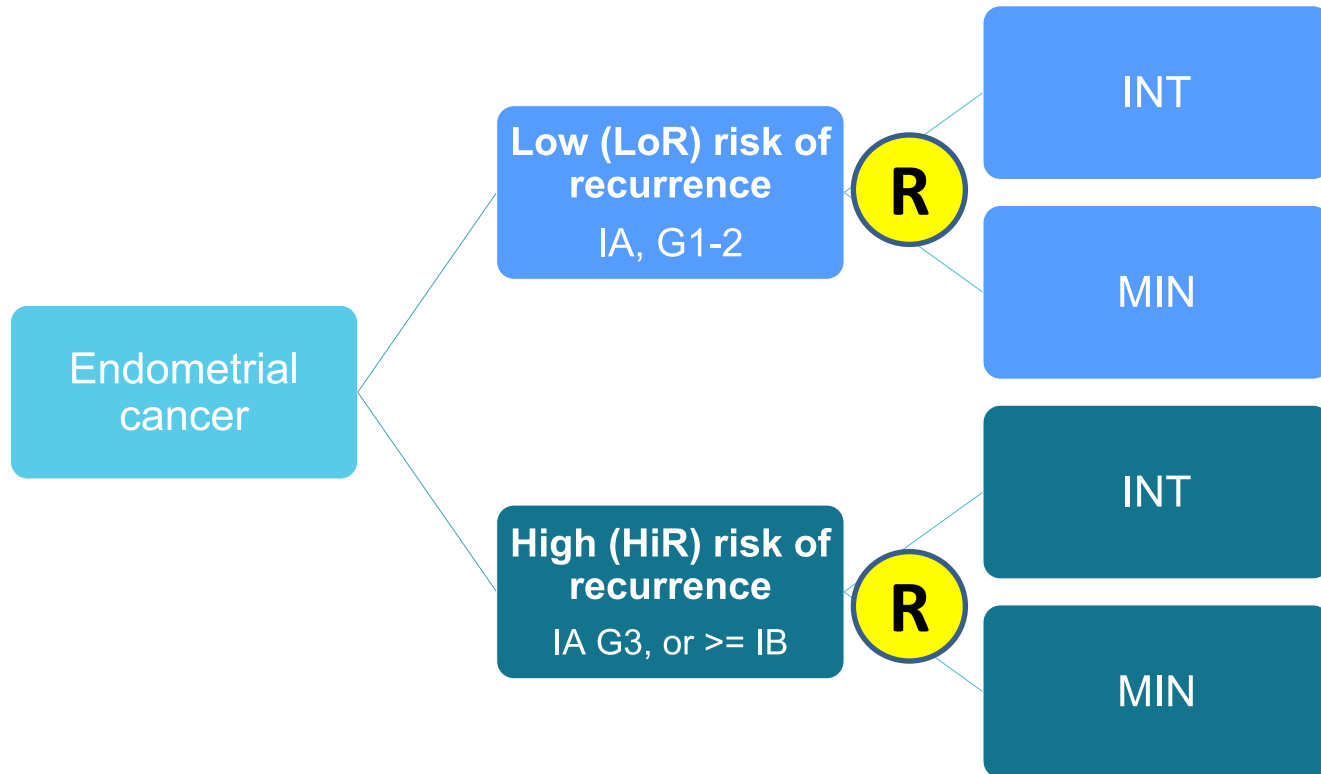 Endometrial
cancer
Low (LoR) risk of
recurrence
IA, G1-2
R
INT
MIN
High (HiR) risk of
recurrence
IA G3, or >= IB
R
INT
MIN